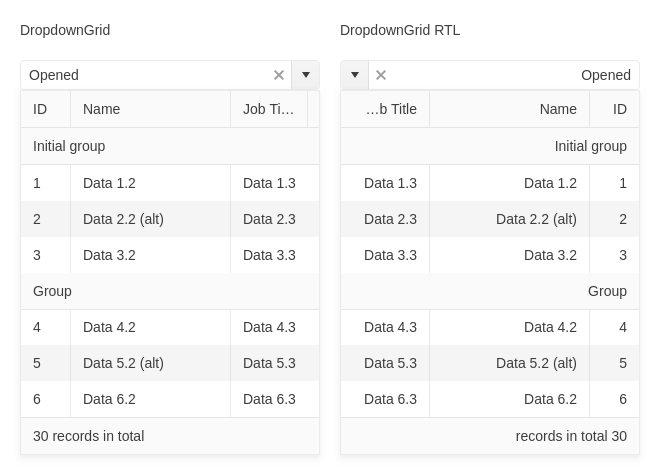 DropdownGrid
Opened
ID Name Job Ti…
Initial group
1 Data 1.2 Data 1.3
2 Data 2.2 (alt) Data 2.3
3 Data 3.2 Data 3.3
Group
4 Data 4.2 Data 4.3
5 Data 5.2 (alt) Data 5.3
6 Data 6.2 Data 6.3
30 records in total
DropdownGrid RTL
Opened
…b Title Name ID
Initial group
Data 1.3 Data 1.2 1
Data 2.3 Data 2.2 (alt) 2
Data 3.3 Data 3.2 3
Group
Data 4.3 Data 4.2 4
Data 5.3 Data 5.2 (alt) 5
Data 6.3 Data 6.2 6
records in total 30